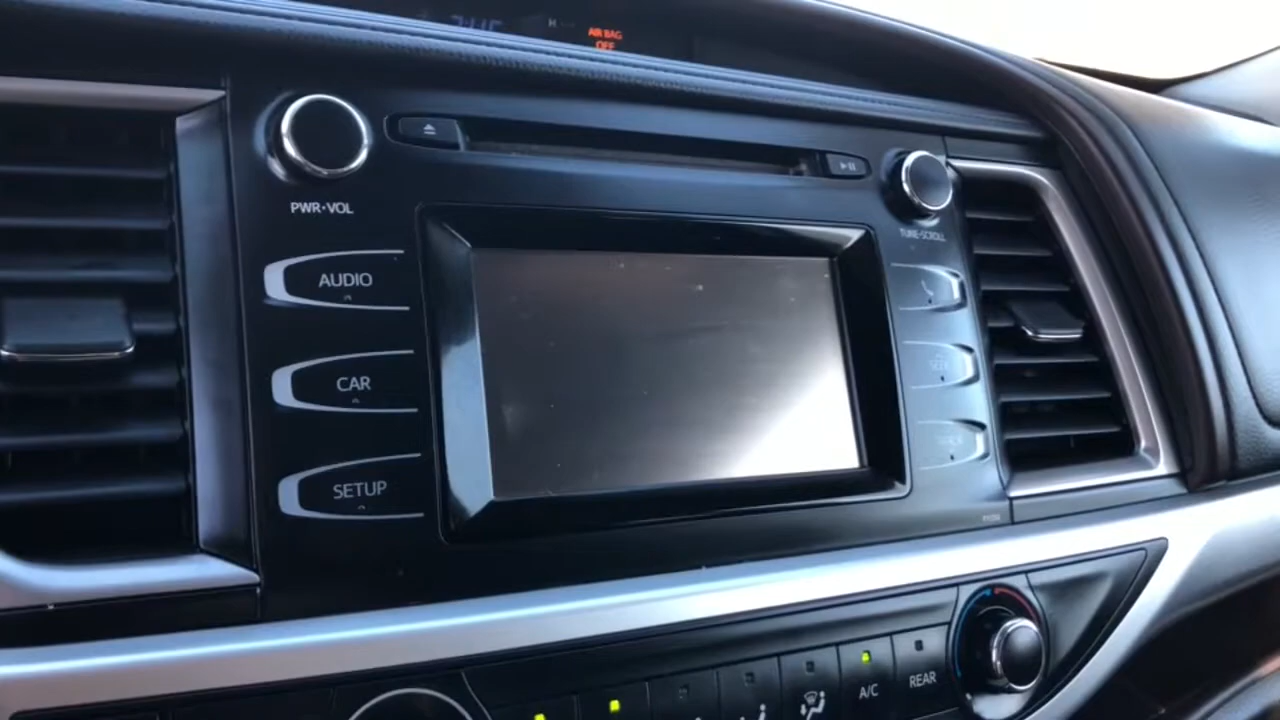 H
AIR BAG
OFF
PWR•VOL
TUNE•SCROLL
AUDIO
CAR
SETUP
A/C
REAR